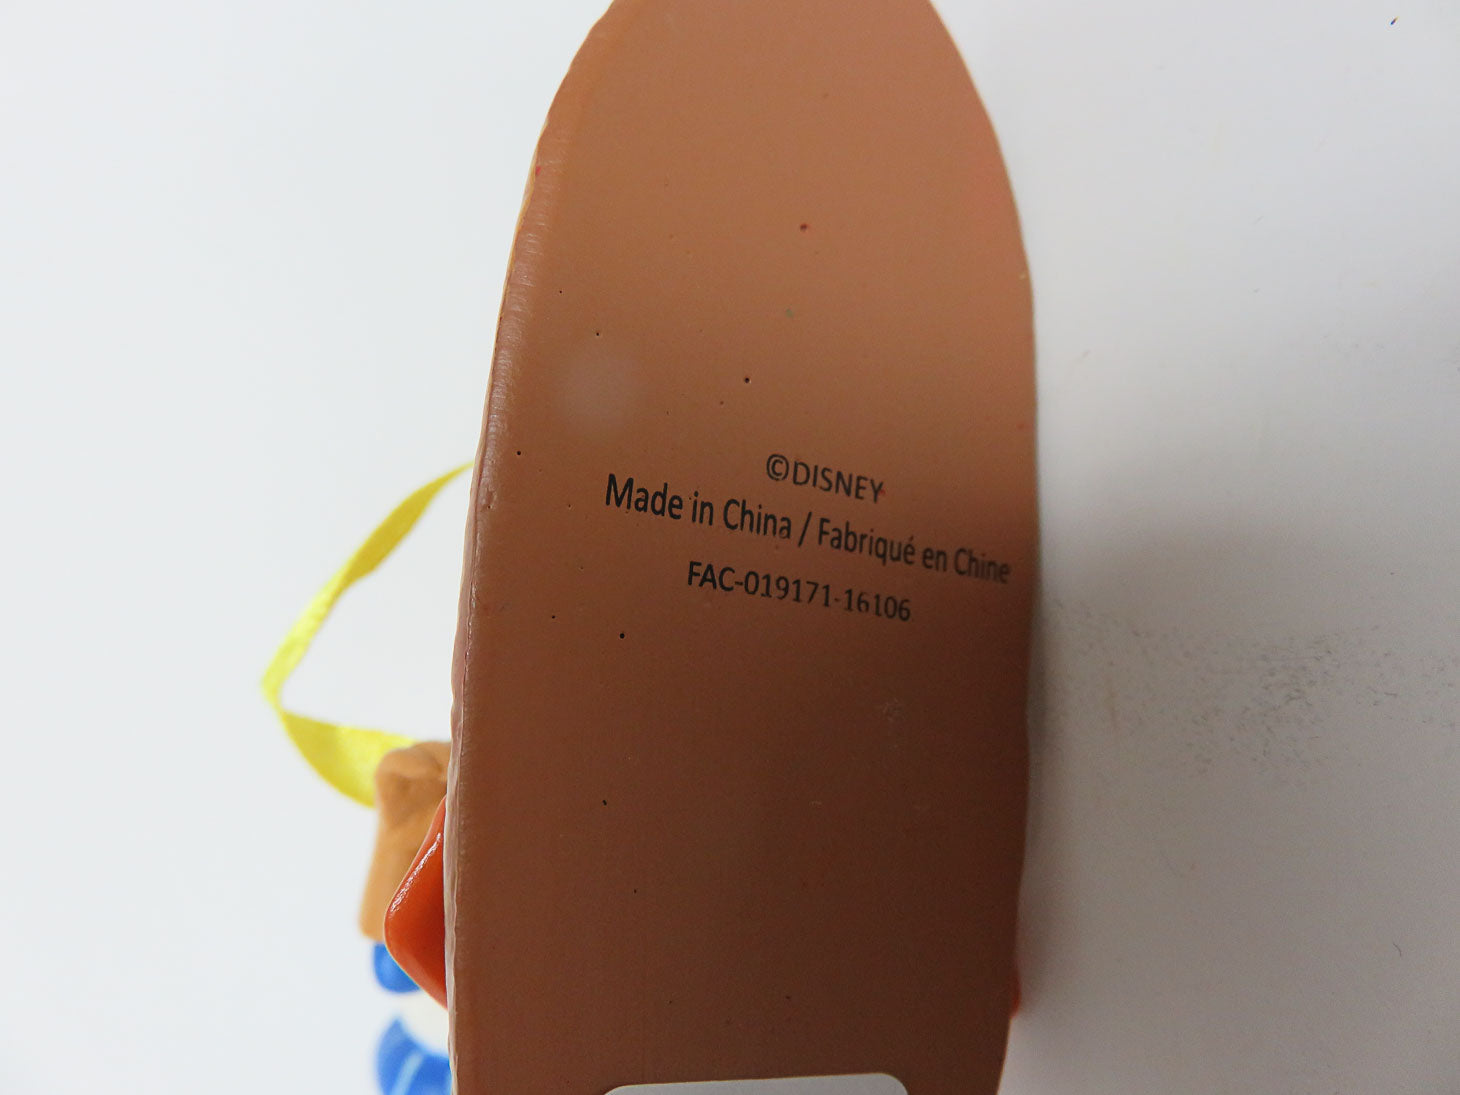 ©DISNEY
Made in China / Fabriqué en Chine
FAC-019171-16106